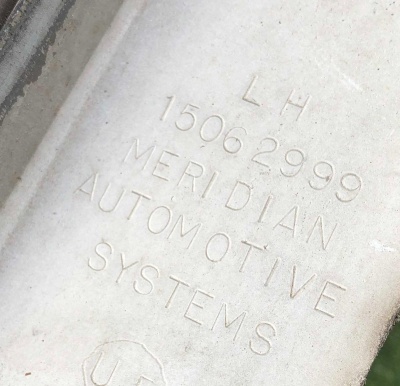 LH
15062999
MERIDIAN
AUTOMOTIVE
SYSTEMS